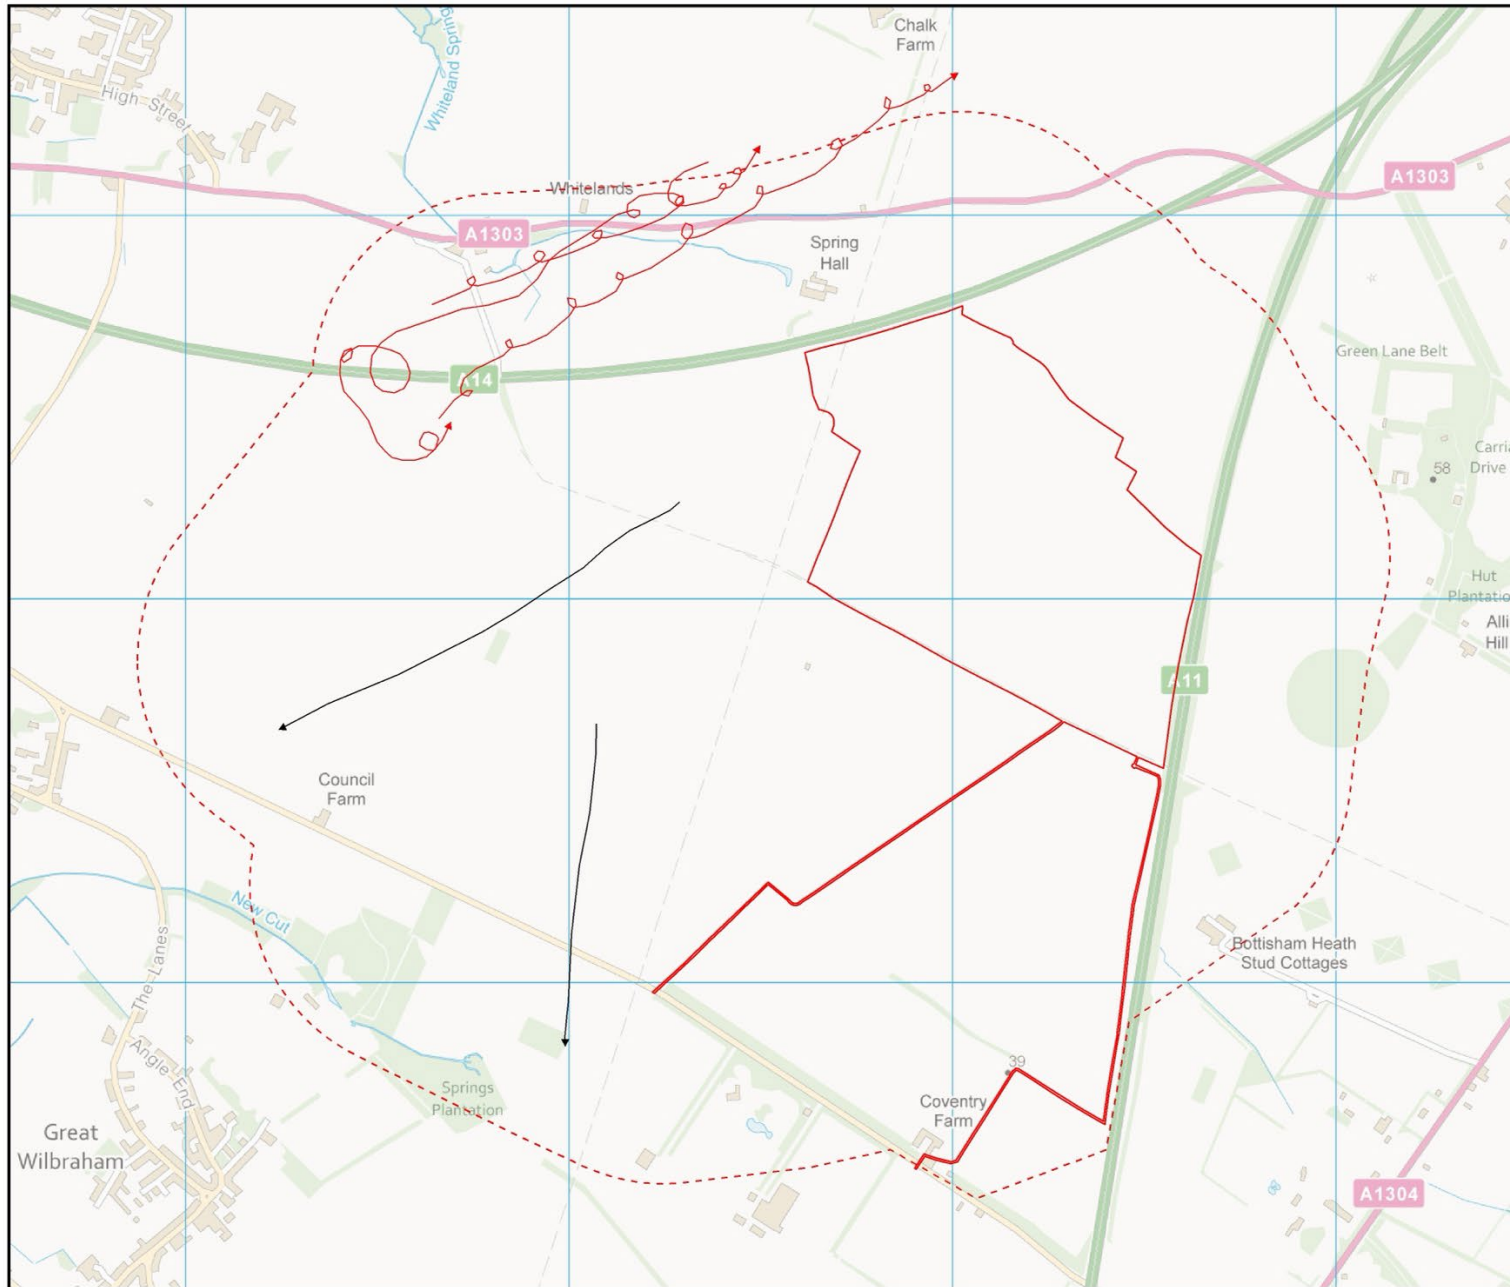 Chalk
Farm
Whiteland Spring
High Street
A1303
Whitelands
A1303
Spring
Hall
Green Lane Belt
A14
58
Drive
Hut
Hill
A11
Council
Farm
New Cut
The Lanes
Bottisham Heath
Stud Cottages
Angle End
39
Springs
Plantation
Coventry
Farm
Great
Wilbraham
A1304